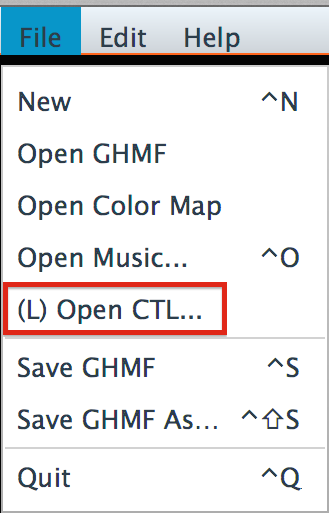 File Edit Help
New ^N
Open GHMF
Open Color Map
Open Music... ^O
(L) Open CTL...
Save GHMF ^S
Save GHMF As... ^⇧S
Quit ^Q